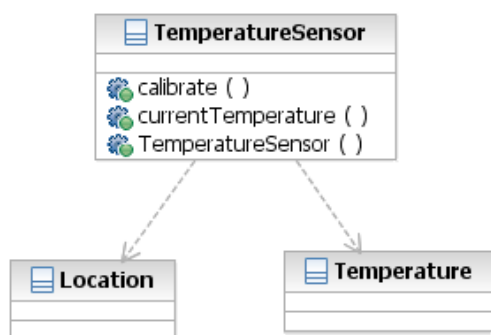 TemperatureSensor
calibrate ( )
currentTemperature ( )
TemperatureSensor ( )
Location
Temperature